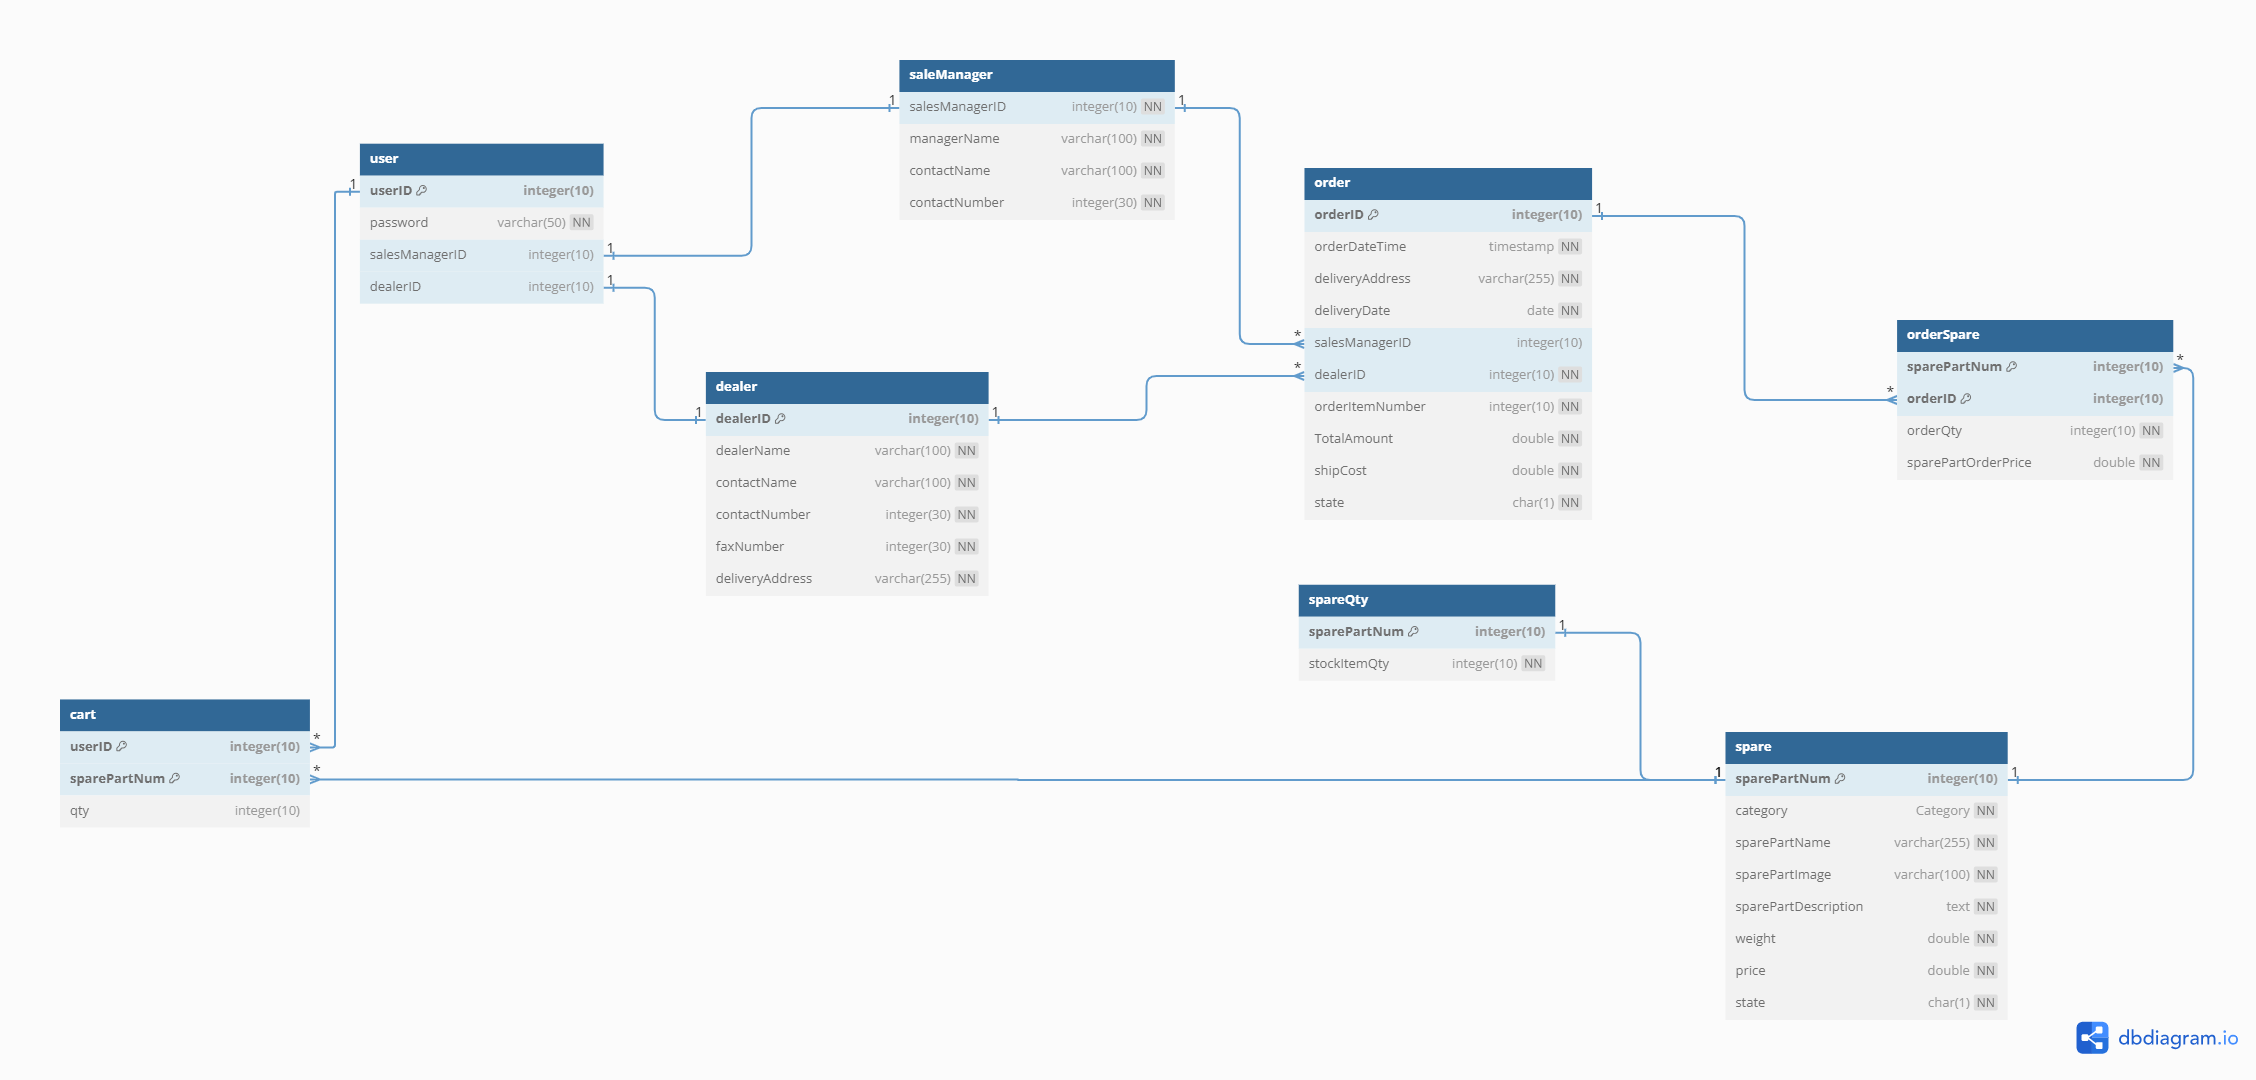 saleManager
1 salesManagerID integer(10) NN 1
managerName varchar(100) NN
contactName varchar(100) NN
contactNumber integer(30) NN
user
1 userID integer(10)
password varchar(50) NN
salesManagerID integer(10) 1
dealerID integer(10) 1
order
orderID integer(10) 1
orderDateTime timestamp NN
deliveryAddress varchar(255) NN
deliveryDate date NN
* salesManagerID integer(10)
* dealerID integer(10) NN
orderItemNumber integer(10) NN
TotalAmount double NN
shipCost double NN
state char(1) NN
orderSpare
sparePartNum integer(10) *
* orderID integer(10)
orderQty integer(10) NN
sparePartOrderPrice double NN
dealer
1 dealerID integer(10) 1
dealerName varchar(100) NN
contactName varchar(100) NN
contactNumber integer(30) NN
faxNumber integer(30) NN
deliveryAddress varchar(255) NN
spareQty
sparePartNum integer(10) 1
stockItemQty integer(10) NN
cart
userID integer(10) *
sparePartNum integer(10) *
qty integer(10)
spare
1 sparePartNum integer(10) 1
category Category NN
sparePartName varchar(255) NN
sparePartImage varchar(100) NN
sparePartDescription text NN
weight double NN
price double NN
state char(1) NN
dbdiagram.io